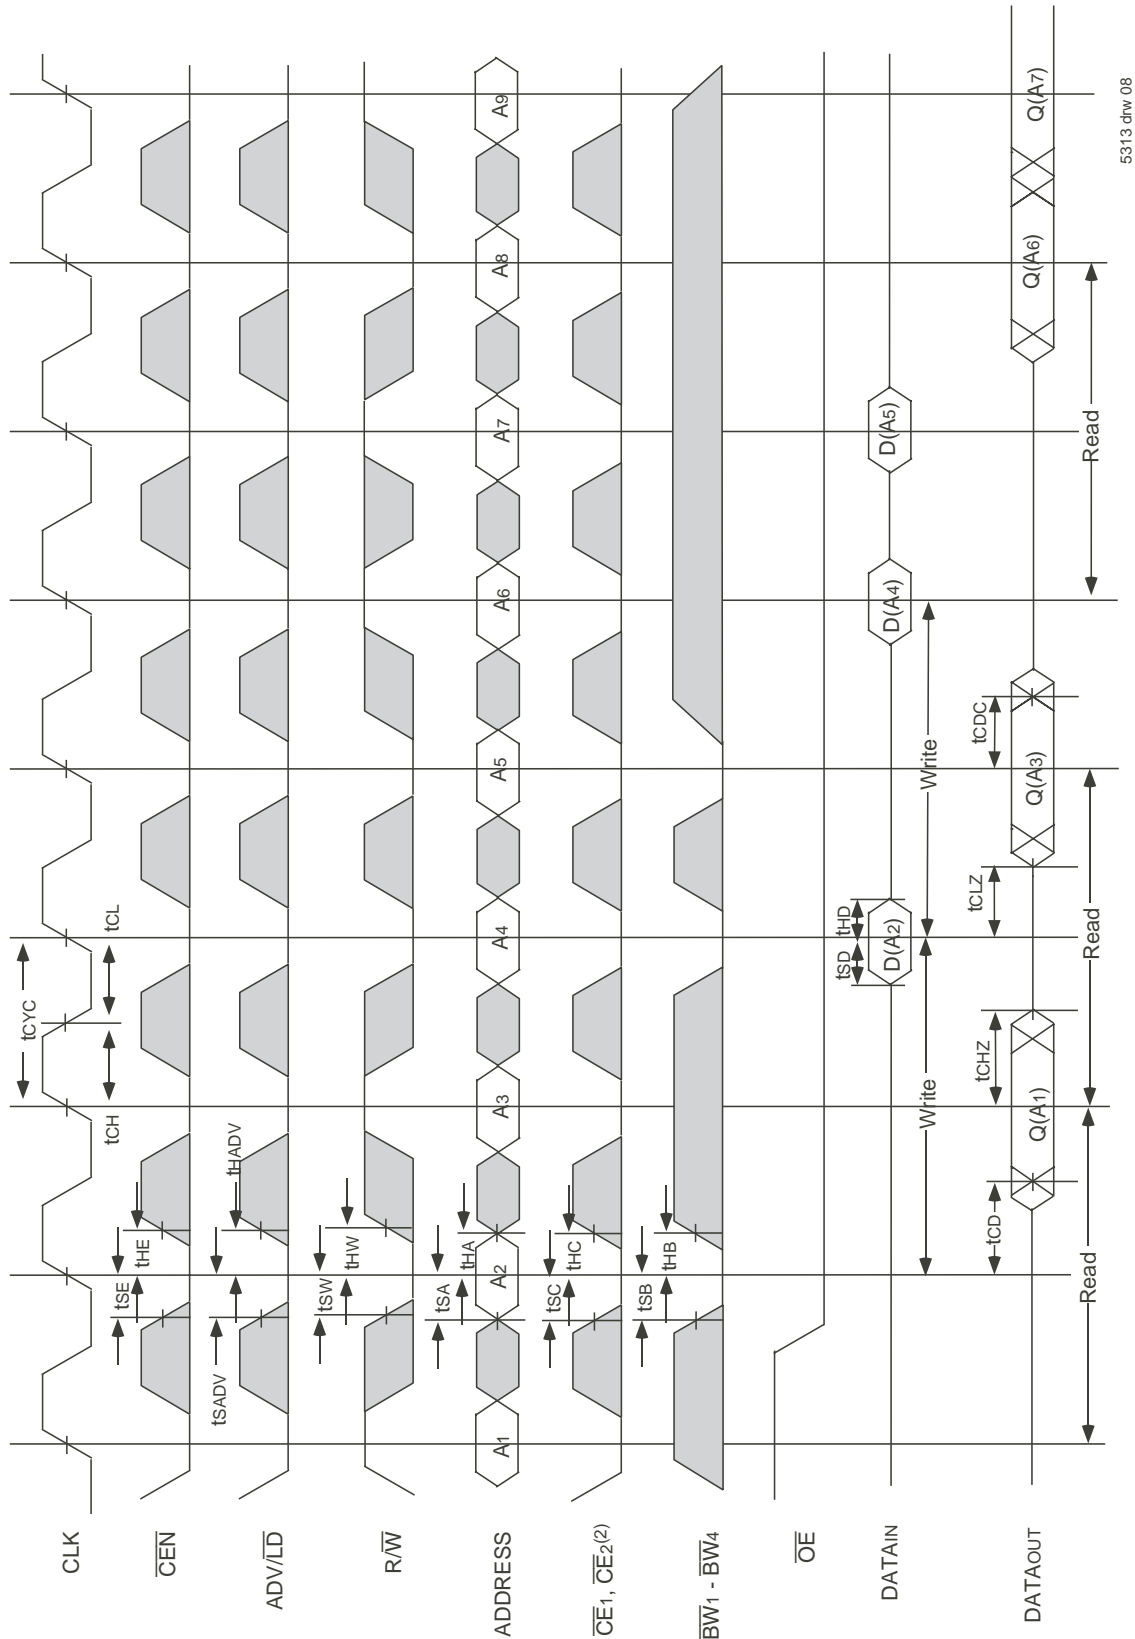 tCYC
tCH
tCL
CLK
tSE
tHE
CEN
tSADV
tHADV
ADV/LD
tSW
tHW
R/W
tSA
tHA
ADDRESS
A1
A2
A3
A4
A5
A6
A7
A8
A9
tSC
tHC
CE1, CE2(2)
tSB
tHB
BW1 - BW4
OE
tSD
tHD
DATAIN
D(A2)
D(A4)
D(A5)
Write
Write
tCD
tCHZ
tCLZ
tCDC
DATAOUT
Q(A1)
Q(A3)
Q(A6)
Q(A7)
Read
Read
Read
5313 drw 08